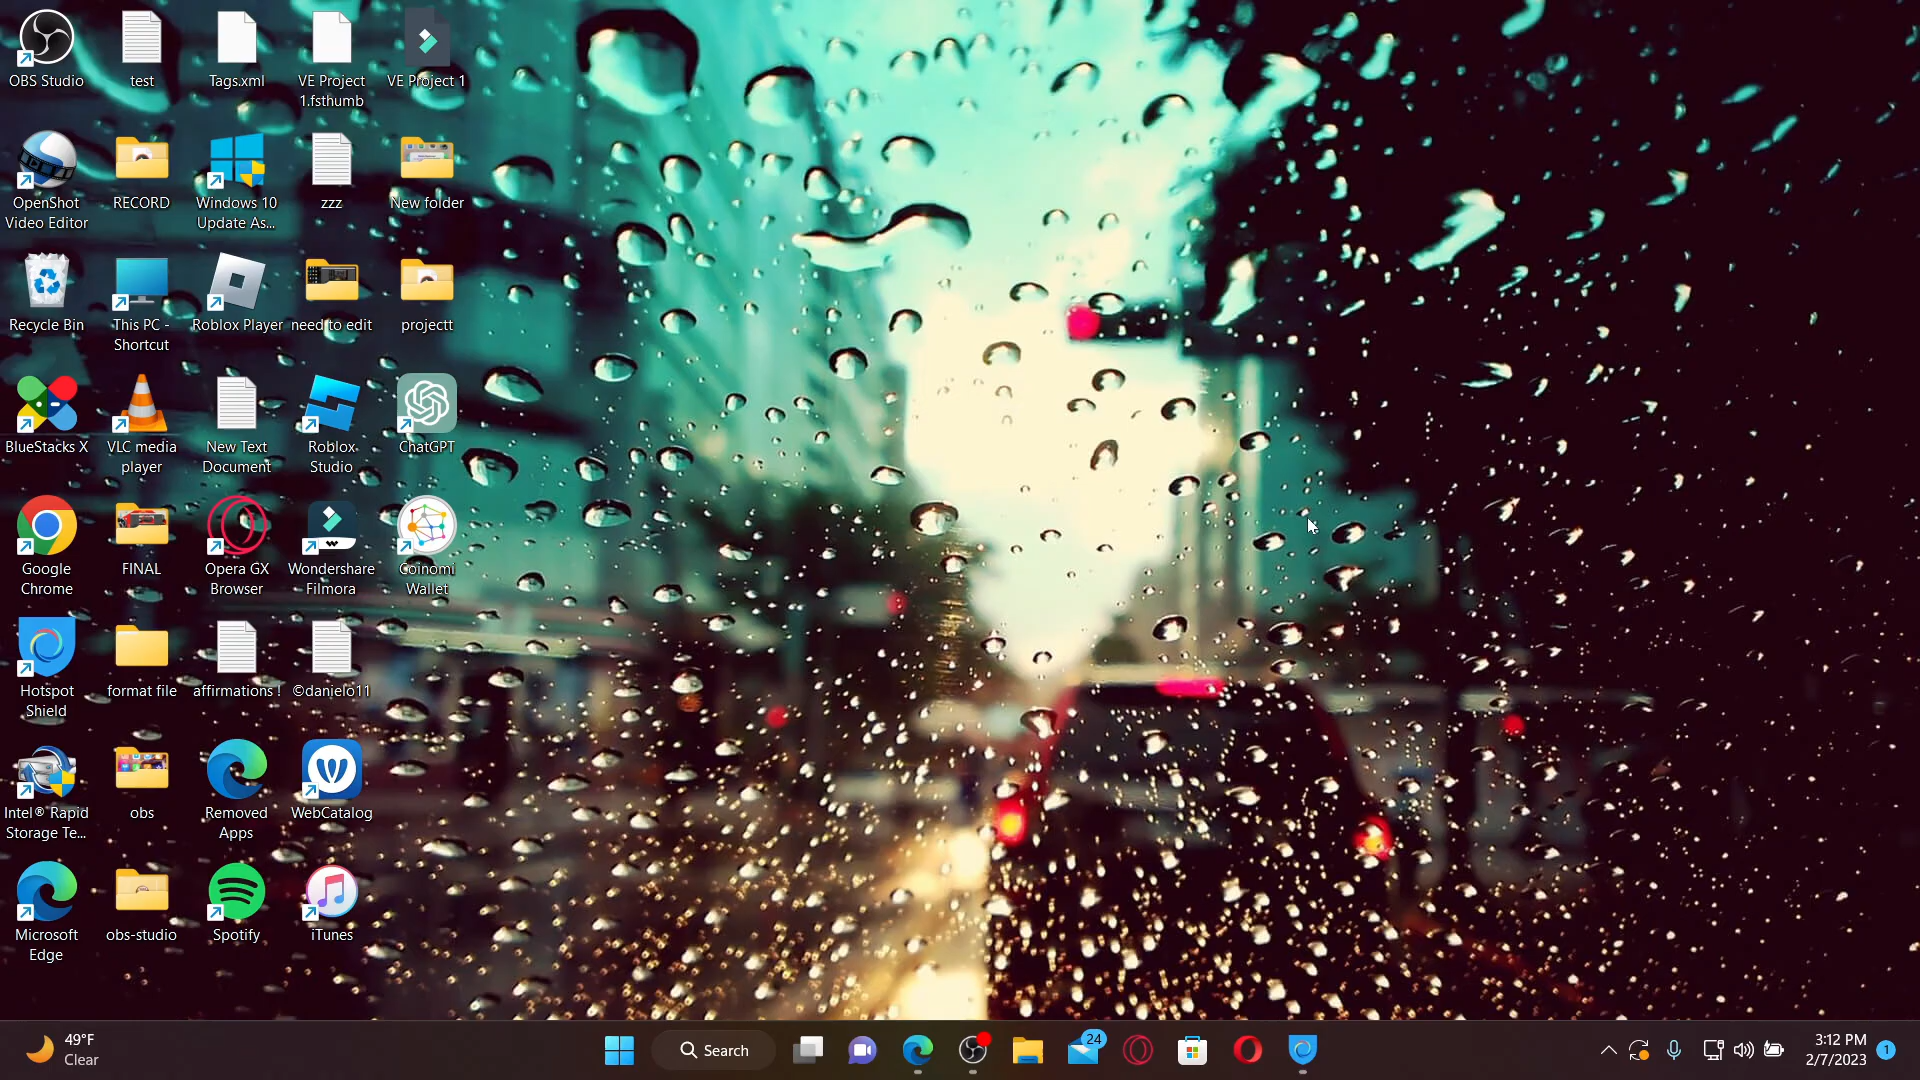 OBS Studio
test
Tags.xml
VE Project
1.fsthumb
VE Project 1
OpenShot
Video Editor
RECORD
Windows 10
Update As...
zzz
New folder
Recycle Bin
This PC -
Shortcut
Roblox Player
need to edit
projectt
BlueStacks X
VLC media
player
New Text
Document
Roblox
Studio
ChatGPT
Google
Chrome
FINAL
Opera GX
Browser
Wondershare
Filmora
Coinomi
Wallet
Hotspot
Shield
format file
affirmations !
©danielo11
Intel® Rapid
Storage Te...
obs
Removed
Apps
WebCatalog
Microsoft
Edge
obs-studio
Spotify
iTunes
49°F
Clear
Search
24
3:12 PM
2/7/2023
1